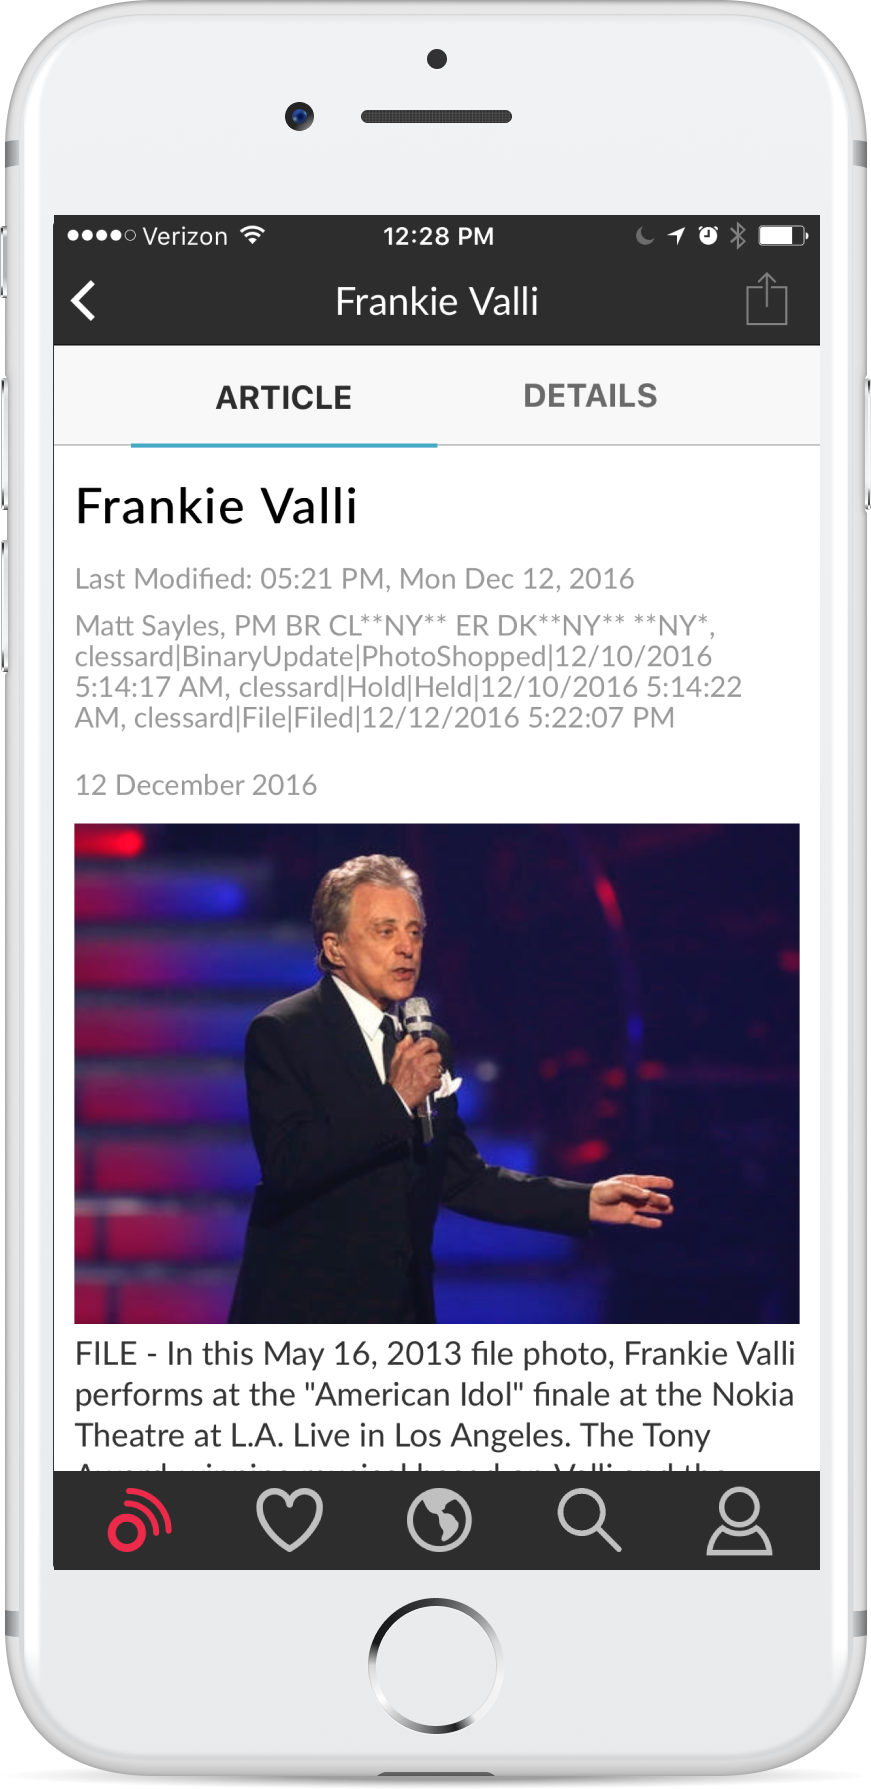 Verizon
12:28 PM
Frankie Valli
ARTICLE
DETAILS
Frankie Valli
Last Modified: 05:21 PM, Mon Dec 12, 2016
Matt Sayles, PM BR CL**NY** ER DK**NY** **NY*,
clessard|BinaryUpdate|PhotoShopped|12/10/2016
5:14:17 AM, clessard|Hold|Held|12/10/2016 5:14:22
AM, clessard|File|Filed|12/12/2016 5:22:07 PM
12 December 2016
FILE - In this May 16, 2013 file photo, Frankie Valli
performs at the "American Idol" finale at the Nokia
Theatre at L.A. Live in Los Angeles. The Tony